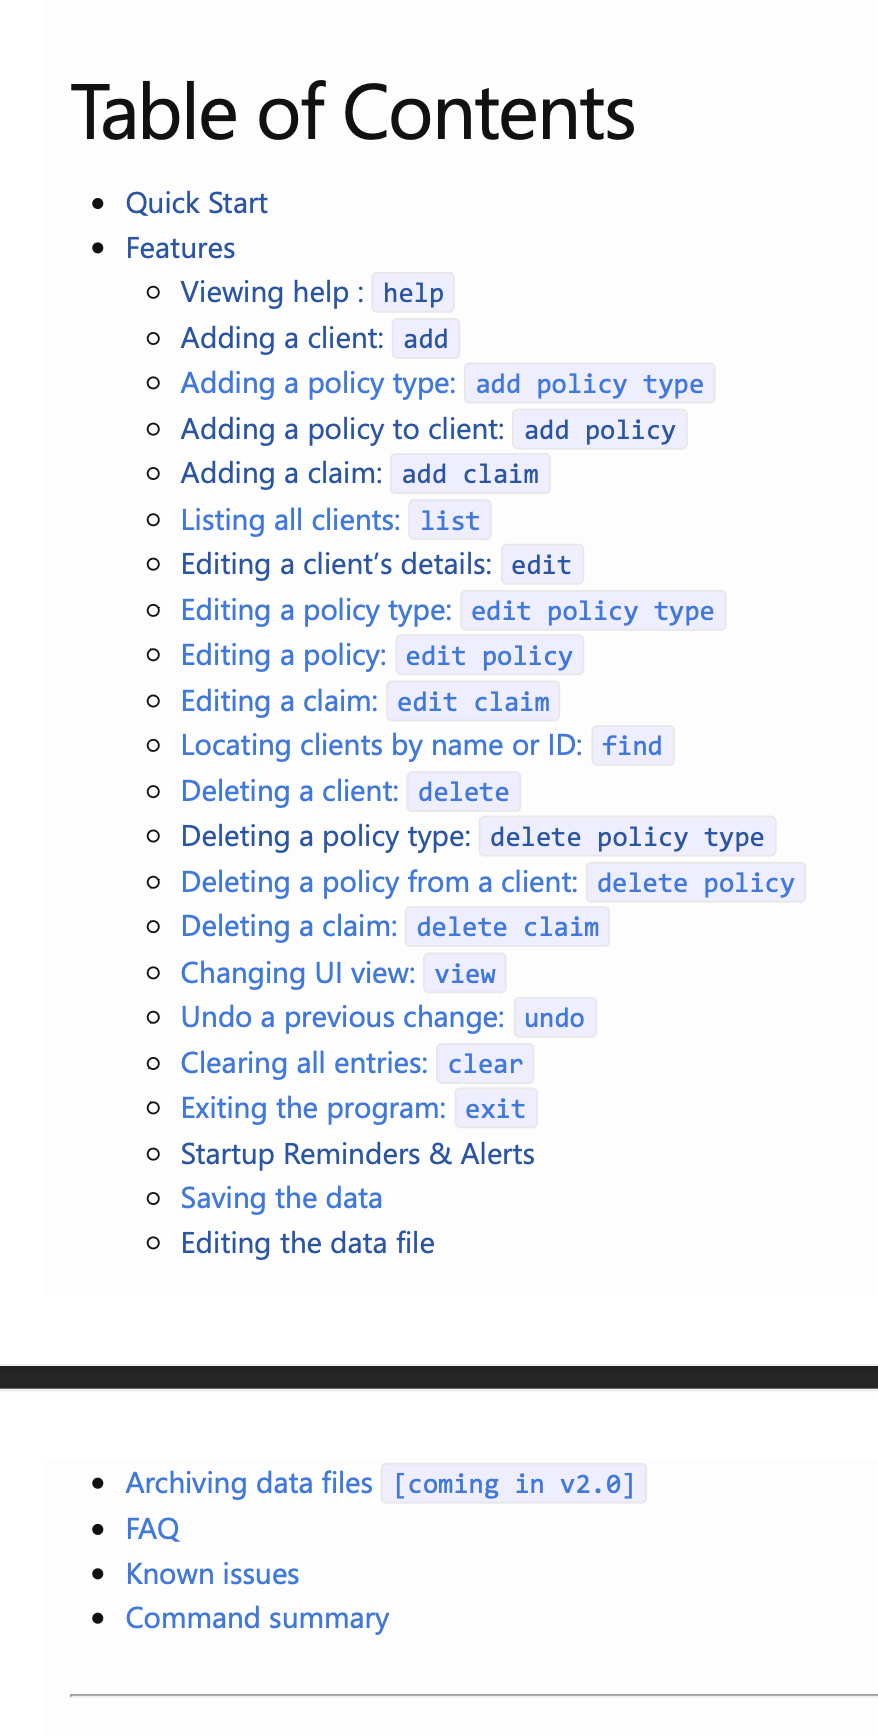 Table of Contents
Quick Start
Features
Viewing help : help
Adding a client: add
Adding a policy type: add policy type
Adding a policy to client: add policy
Adding a claim: add claim
Listing all clients: list
Editing a client’s details: edit
Editing a policy type: edit policy type
Editing a policy: edit policy
Editing a claim: edit claim
Locating clients by name or ID: find
Deleting a client: delete
Deleting a policy type: delete policy type
Deleting a policy from a client: delete policy
Deleting a claim: delete claim
Changing UI view: view
Undo a previous change: undo
Clearing all entries: clear
Exiting the program: exit
Startup Reminders & Alerts
Saving the data
Editing the data file
Archiving data files [coming in v2.0]
FAQ
Known issues
Command summary